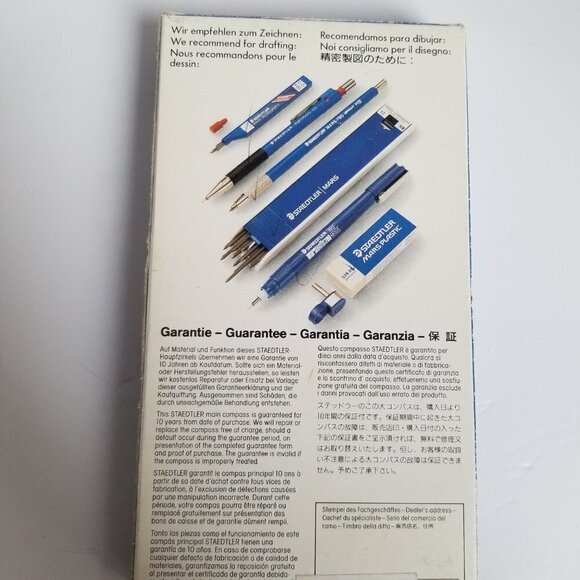 Wir empfehlen zum Zeichnen:
We recommend for drafting:
Nous recommandons pour le
dessin:
Recomendamos para dibujar:
Noi consigliamo per il disegno:
精密製図のために:
STAEDTLER
STAEDTLER MARS
STAEDTLER
MARS PLASTIC
Garantie – Guarantee – Garantia – Garanzia – 保 証
Auf Material und Funktion dieses STAEDTLER-
Hauptzirkels übernehmen wir eine Garantie von
10 Jahren ab Kaufdatum. Sollte sich ein Material-
oder Herstellungsfehler herausstellen, so leisten
wir kostenlos Reparatur oder Ersatz bei Vorlage
dieser ausgefüllten Garantieerklärung und der
Kaufquittung. Ausgenommen sind Schäden, die
durch unsachgemäße Behandlung entstehen.
This STAEDTLER main compass is guaranteed for
10 years from date of purchase. We will repair or
replace the compass free of charge, should a
default occur during the guarantee period, on
presentation of the completed guarantee form
and proof of purchase. The guarantee is invalid if
the compass is improperly treated.
STAEDTLER garantit le compas principal 10 ans à
partir de sa date d'achat contre tous vices de
fabrication, à l'exclusion de détections causées
par une manipulation incorrecte. Durant cette
période, votre compas pourra être réparé ou
remplacé gratuitement sur présentation des
bons de caisse et de garantie dûment remplis.
Tanto las piezas como el funcionamiento de este
compás principal STAEDTLER tienen una
garantía de 10 años. En caso de comprobarse
cualquier defecto de fabricación o de calidad de
materiales, garantizamos la reposición gratuita
al presentar el certificado de garantía debida-
Questo compasso STAEDTLER è garantito per
dieci anni dalla data d'acquisto. Qualora si
riscontrassero difetti di materiale o di fabbrica-
zione, presentando questo certificato di garanzia
e lo scontrino d' acquisto, effettueremo una sostitu-
zione gratuita del compasso. La garanzia esclude
i danni provocati dall'uso errato del prodotto.
ステッドラーのこの大コンパスは、購入日より
10年間の保証付です。保証期間中に起きた大コ
ンパスの故障は、販売店印・購入日付の入った
下記の保証書をご呈示頂ければ、無料で修理又
はお取り替えいたします。但し、お客様の取扱
い不注意による大コンパスの故障は保証できま
せん。予めご了承下さい。
Stempel des Fachgeschäftes – Dealer's address –
Cachet du spécialiste – Sello del comercio del
ramo – Timbro della ditta – 販売店名、住所